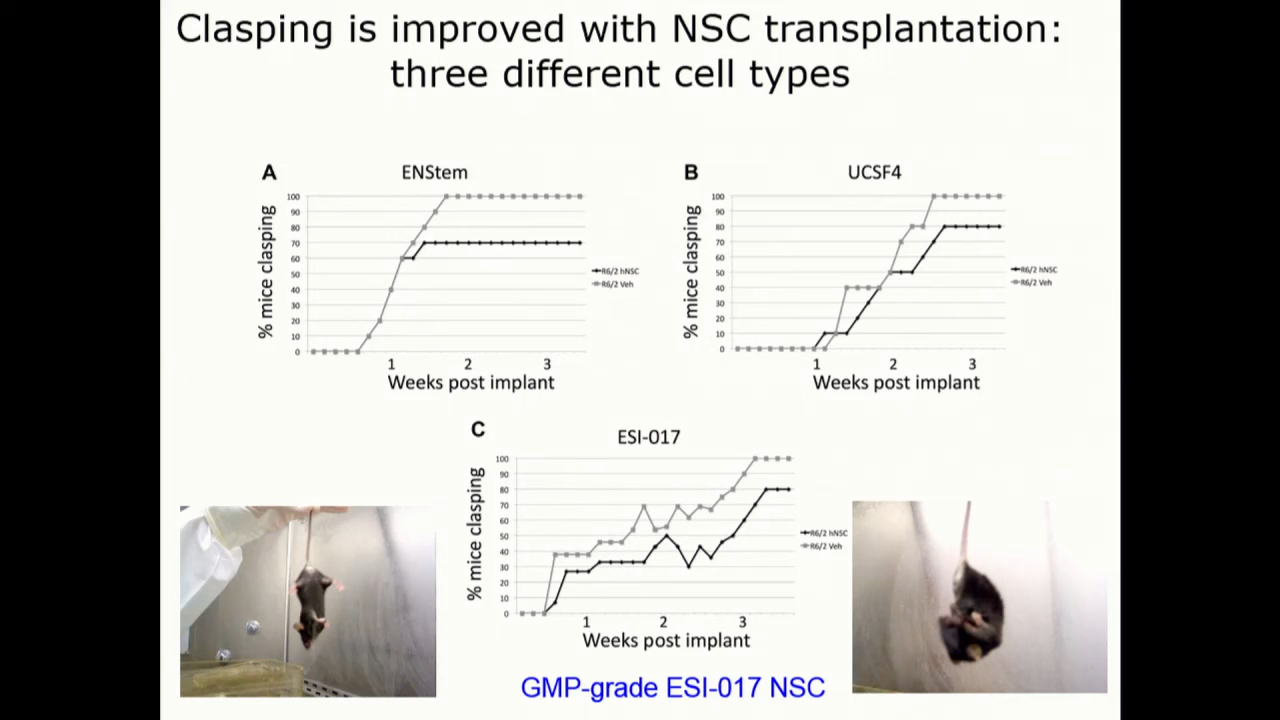 Clasping is improved with NSC transplantation:
three different cell types
A
ENStem
100
90
80
70
60
50
40
30
20
10
0
% mice clasping
1 2 3
Weeks post implant
R6/2 hNSC
R6/2 Veh
B
UCSF4
100
90
80
70
60
50
40
30
20
10
0
% mice clasping
1 2 3
Weeks post implant
R6/2 hNSC
R6/2 Veh
C
ESI-017
100
90
80
70
60
50
40
30
20
10
0
% mice clasping
1 2 3
Weeks post implant
R6/2 hNSC
R6/2 Veh
GMP-grade ESI-017 NSC